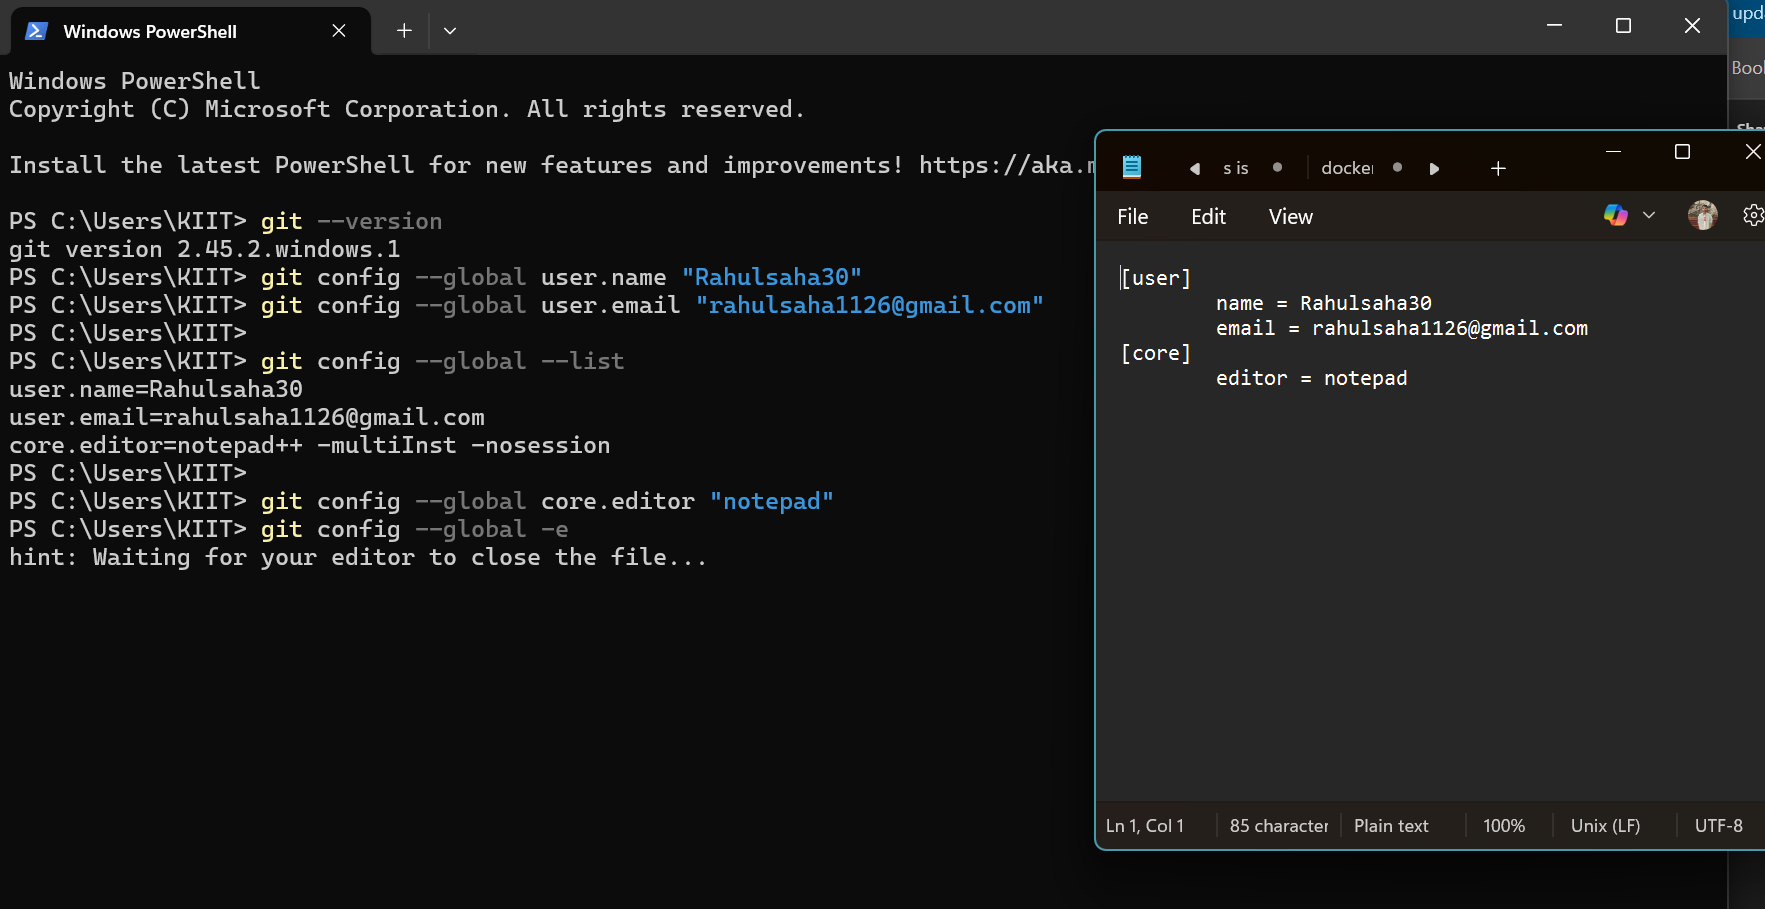 Windows PowerShell
Windows PowerShell
Copyright (C) Microsoft Corporation. All rights reserved.
Install the latest PowerShell for new features and improvements! https://aka.m
PS C:\Users\KIIT> git --version
git version 2.45.2.windows.1
PS C:\Users\KIIT> git config --global user.name "Rahulsaha30"
PS C:\Users\KIIT> git config --global user.email "rahulsaha1126@gmail.com"
PS C:\Users\KIIT>
PS C:\Users\KIIT> git config --global --list
user.name=Rahulsaha30
user.email=rahulsaha1126@gmail.com
core.editor=notepad++ -multiInst -nosession
PS C:\Users\KIIT>
PS C:\Users\KIIT> git config --global core.editor "notepad"
PS C:\Users\KIIT> git config --global -e
hint: Waiting for your editor to close the file...
upd
Boo
s is docker
File Edit View
[user]
name = Rahulsaha30
email = rahulsaha1126@gmail.com
[core]
editor = notepad
Ln 1, Col 1 85 character Plain text 100% Unix (LF) UTF-8